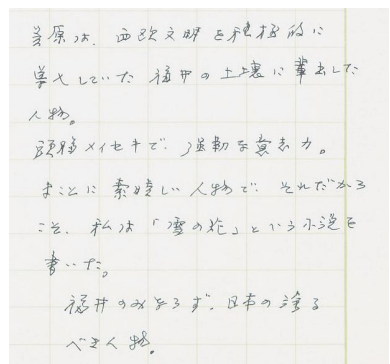 笠原は、西欧文明を積極的に
導入していた福井の土壌に輩出した
人物。
頭脳メイセキで、強靭な意志力。
まことに素晴しい人物で、それだから
こそ、私は「雪の花」という小説を
書いた。
福井のみならず、日本の誇る
べき人物。